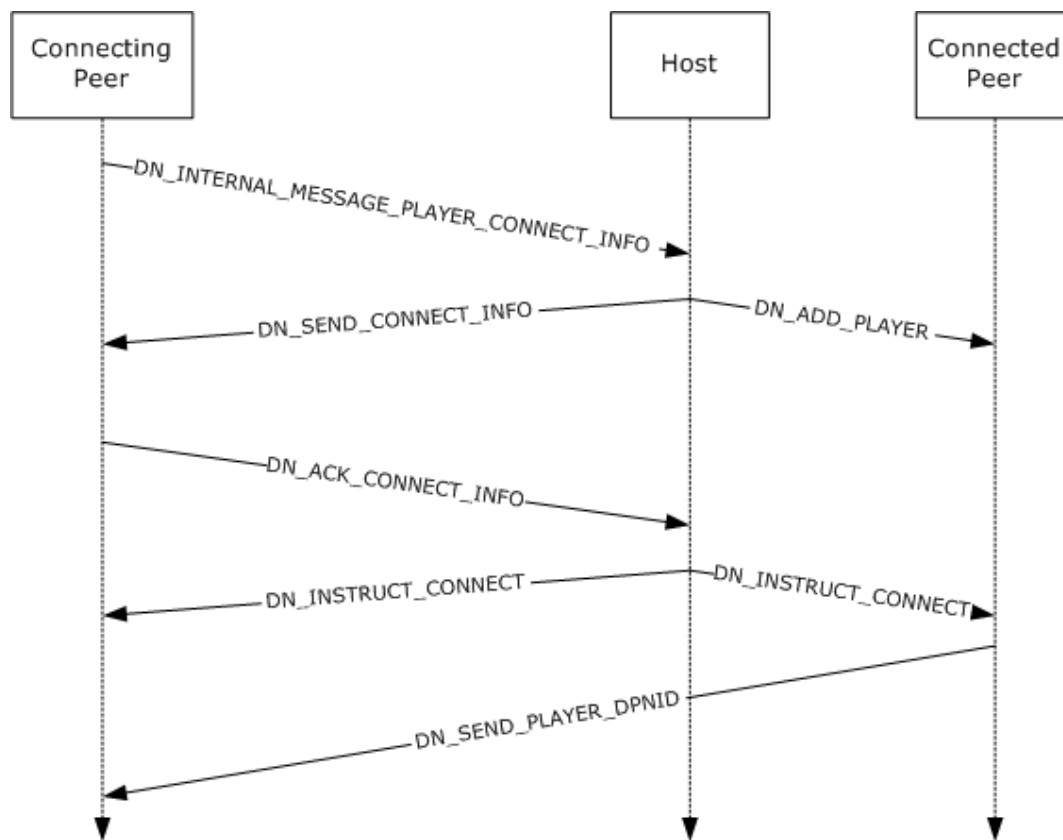 Connecting
Peer
Host
Connected
Peer
DN_INTERNAL_MESSAGE_PLAYER_CONNECT_INFO
DN_SEND_CONNECT_INFO
DN_ADD_PLAYER
DN_ACK_CONNECT_INFO
DN_INSTRUCT_CONNECT
DN_INSTRUCT_CONNECT
DN_SEND_PLAYER_DPNID